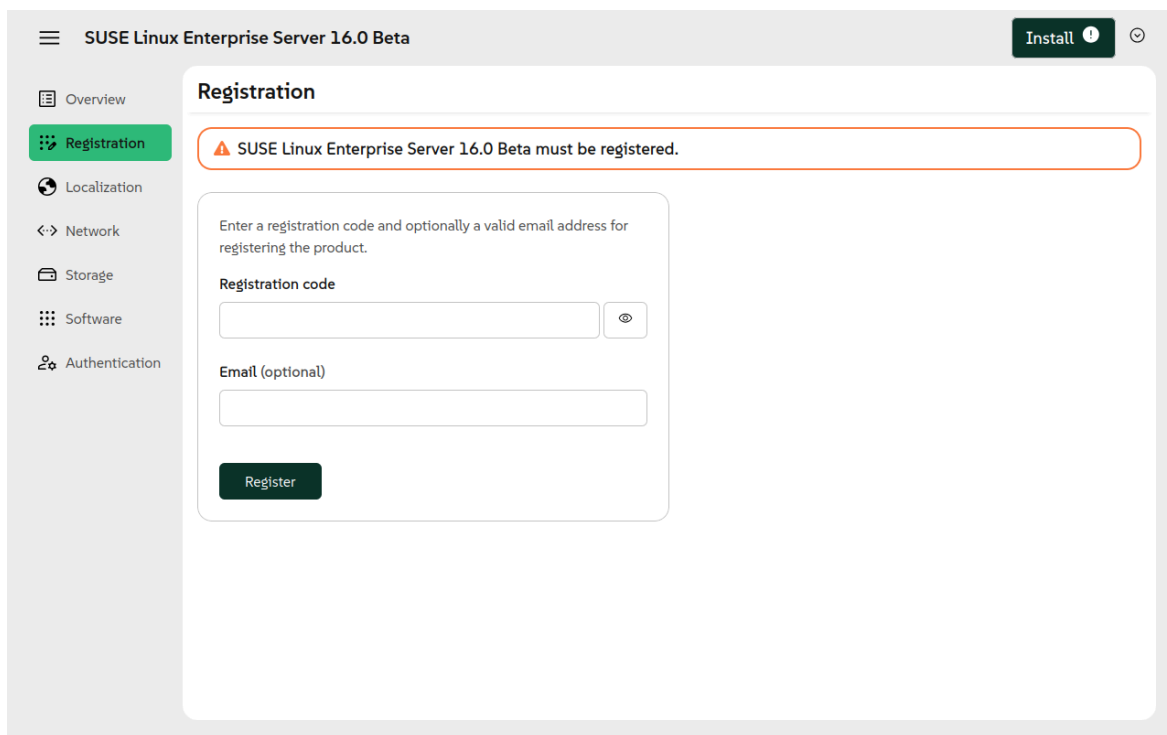 SUSE Linux Enterprise Server 16.0 Beta
Install
Overview
Registration
Localization
Network
Storage
Software
Authentication
Registration
SUSE Linux Enterprise Server 16.0 Beta must be registered.
Enter a registration code and optionally a valid email address for
registering the product.
Registration code
Email (optional)
Register